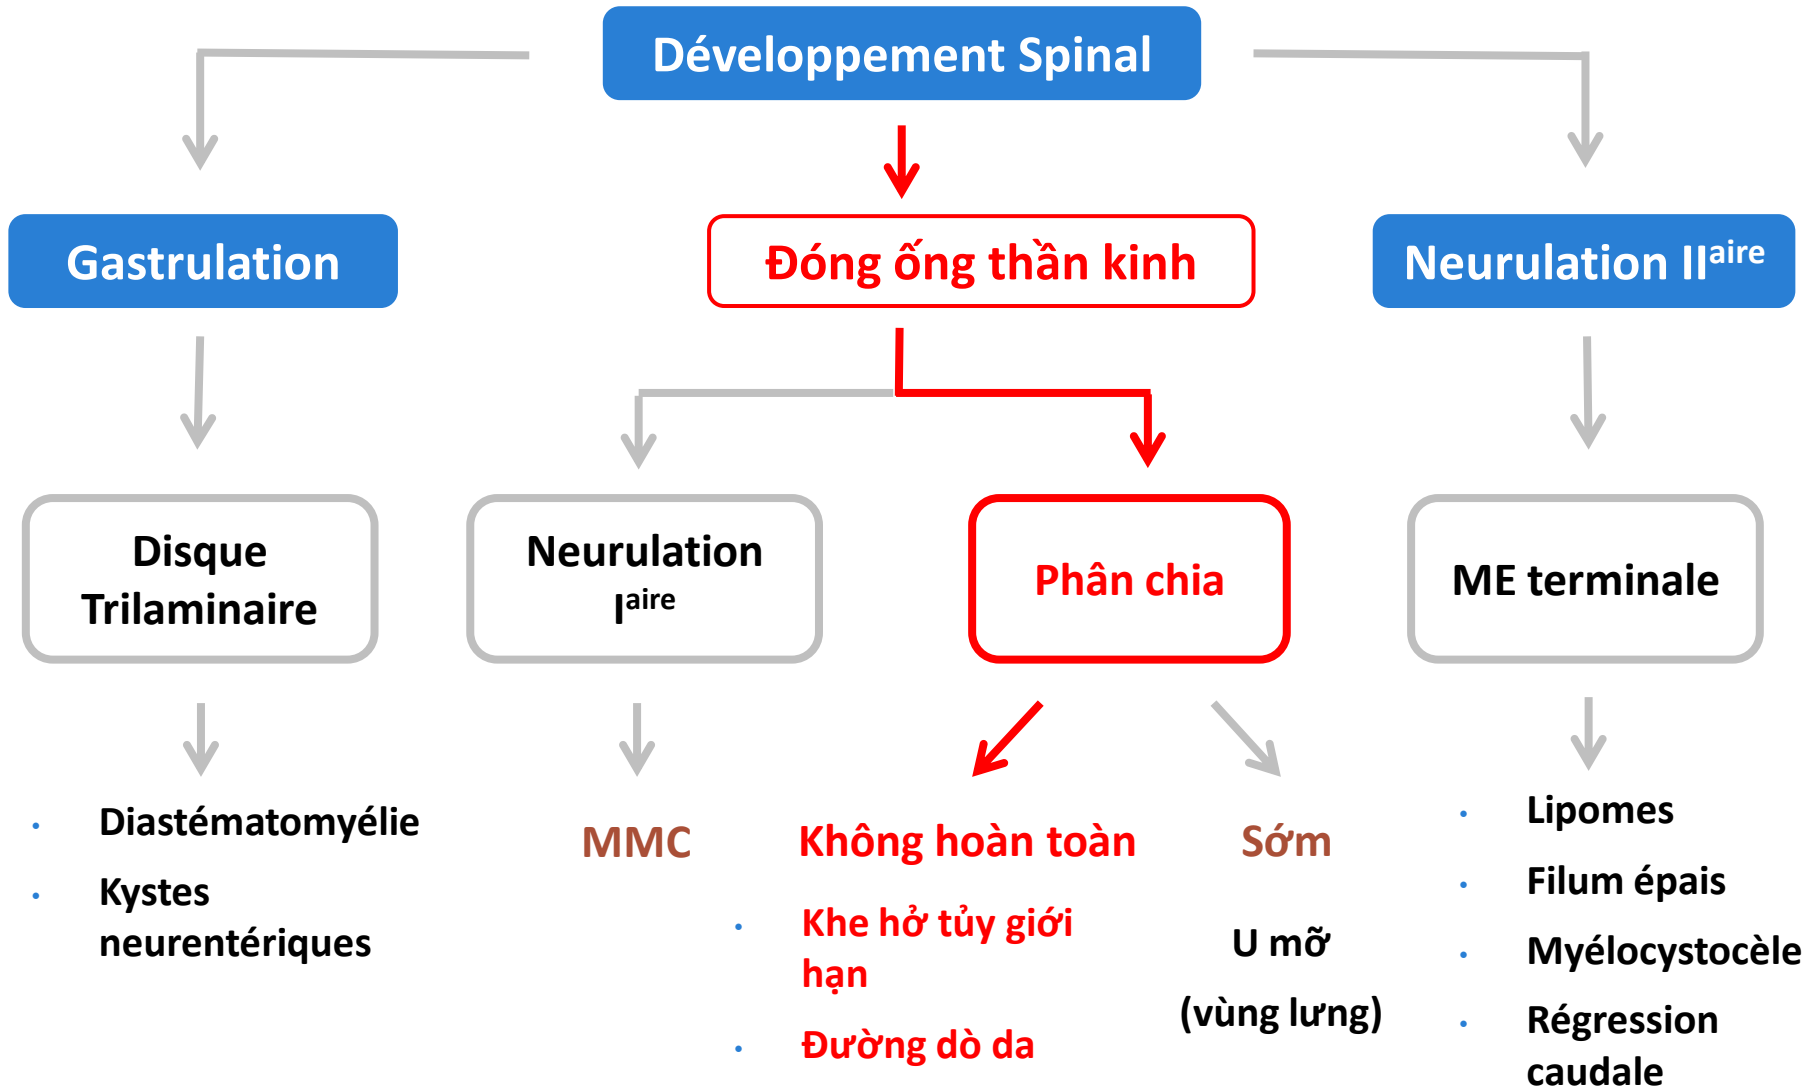 Développement Spinal
Gastrulation
Đóng ống thần kinh
Neurulation IIaire
Disque
Trilaminaire
Neurulation
Iaire
Phân chia
ME terminale
• Diastématomyélie
• Kystes
neurentériques
MMC
Không hoàn toàn
• Khe hở tủy giới
hạn
• Đường dò da
Sớm
U mỡ
(vùng lưng)
• Lipomes
• Filum épais
• Myélocystocèle
• Régression
caudale